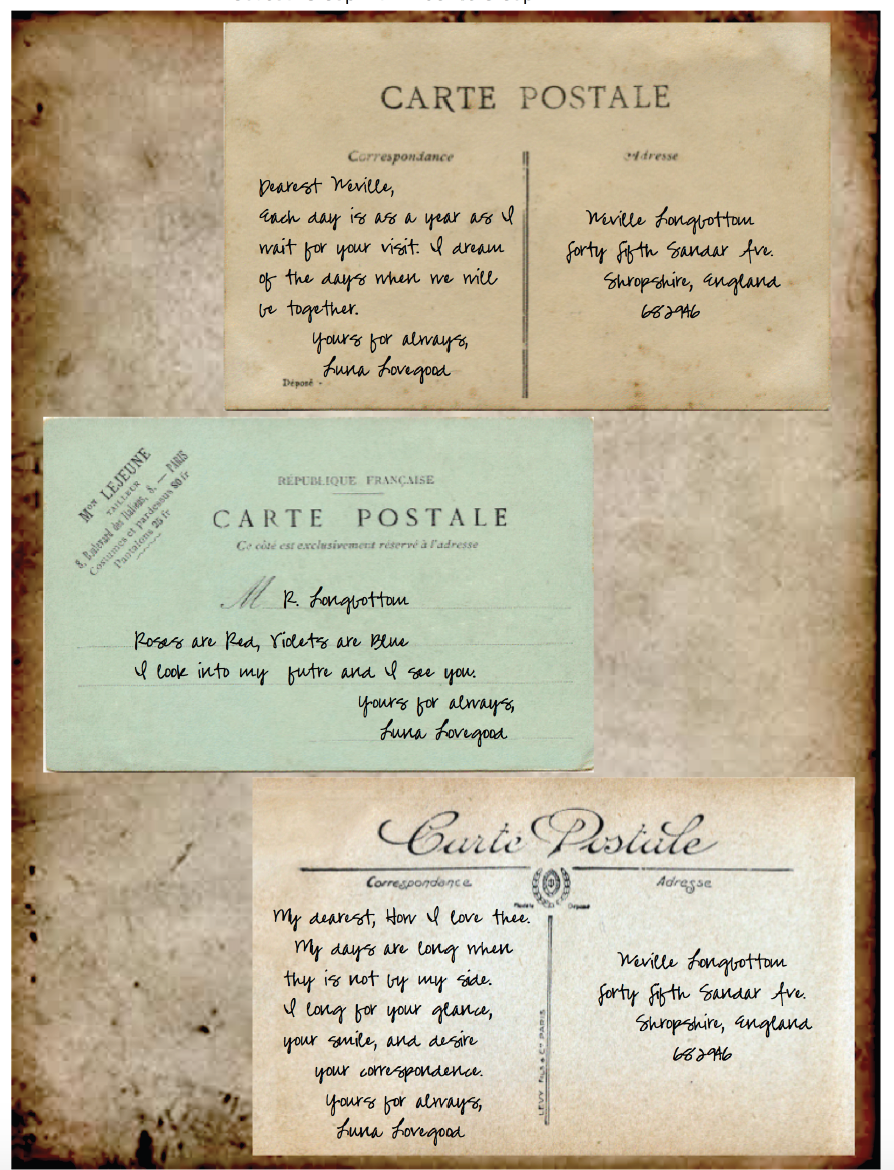 CARTE POSTALE
Correspondance
Adresse
Dearest Neville,
Each day is as a year as I
wait for your visit. I dream
of the days when we will
be together.
Yours for always,
Luna Lovegood
Déposé -
Neville Longbottom
Forty Fifth Sandar Ave.
Shropshire, England
682946
Mon LEJEUNE
TAILLEUR
8, Boulevard des Italiens, 8. — PARIS
Costumes et pardessus 80 fr
Pantalons 25 fr
RÉPUBLIQUE FRANÇAISE
CARTE POSTALE
Ce côté est exclusivement réservé à l'adresse
M R. Longbottom
Roses are Red, Violets are Blue
I look into my futre and I see you.
Yours for always,
Luna Lovegood
Carte Postale
Correspondance
Adresse
My dearest, How I love thee.
My days are long when
thy is not by my side.
I long for your glance,
your smile, and desire
your correspondence.
Yours for always,
Luna Lovegood
LEVY Fils & Cie PARIS
Neville Longbottom
Forty Fifth Sandar Ave.
Shropshire, England
682946